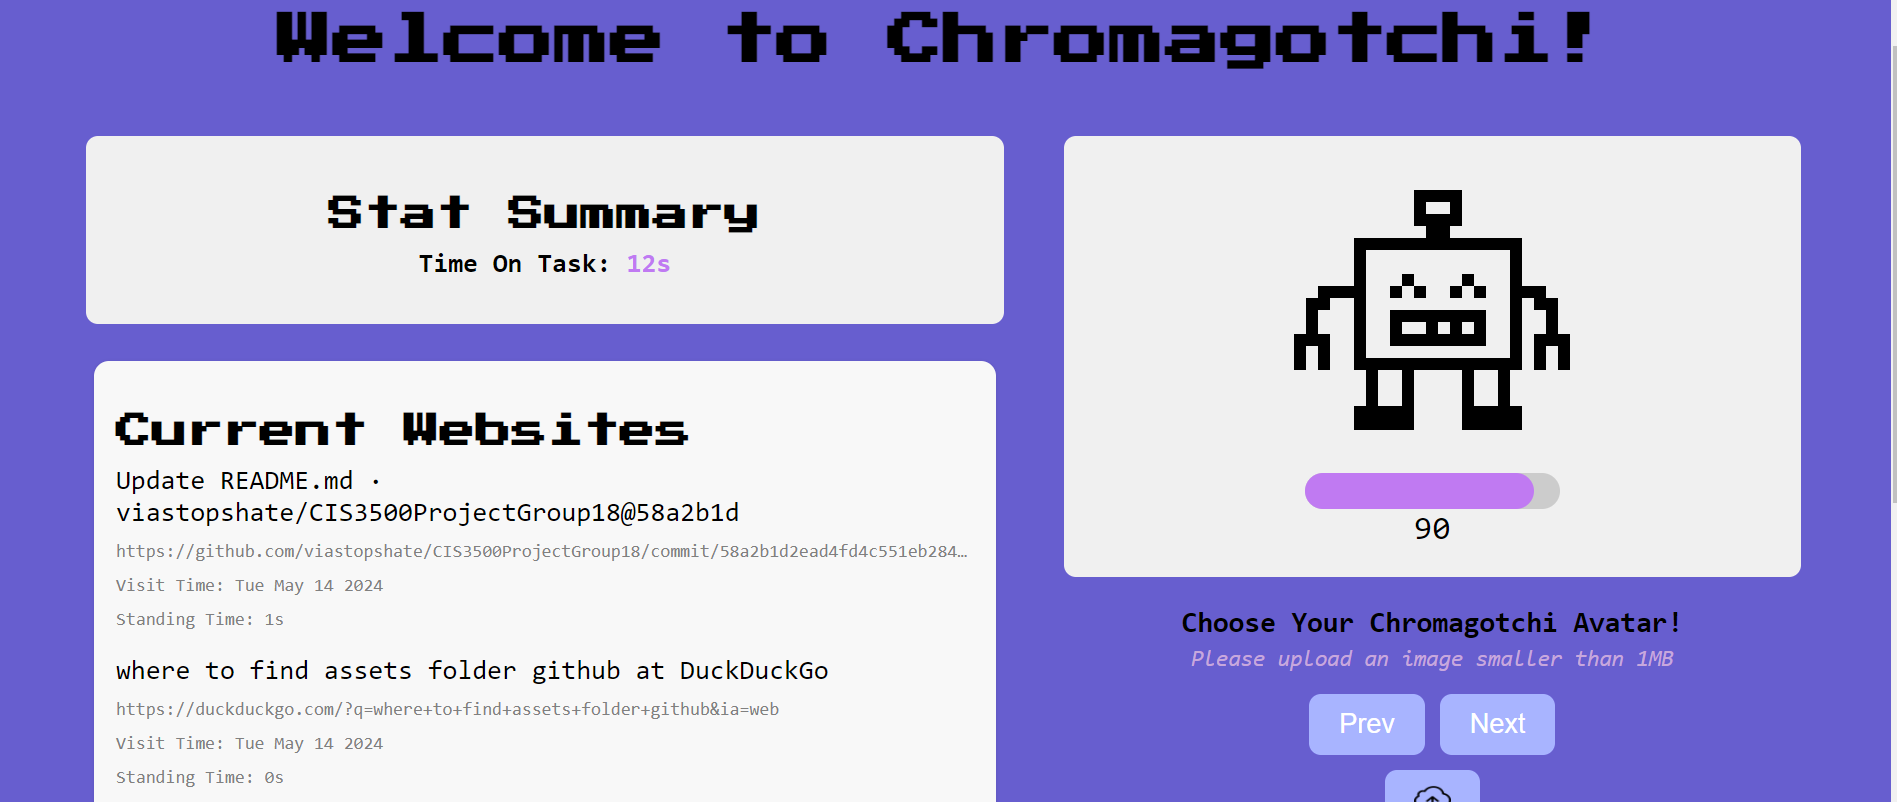 Welcome to Chromagotchi!
Stat Summary
Time On Task: 12s
Current Websites
Update README.md ·
viastopshate/CIS3500ProjectGroup18@58a2b1d
https://github.com/viastopshate/CIS3500ProjectGroup18/commit/58a2b1d2ead4fd4c551eb284…
Visit Time: Tue May 14 2024
Standing Time: 1s
where to find assets folder github at DuckDuckGo
https://duckduckgo.com/?q=where+to+find+assets+folder+github&ia=web
Visit Time: Tue May 14 2024
Standing Time: 0s
90
Choose Your Chromagotchi Avatar!
Please upload an image smaller than 1MB
Prev Next